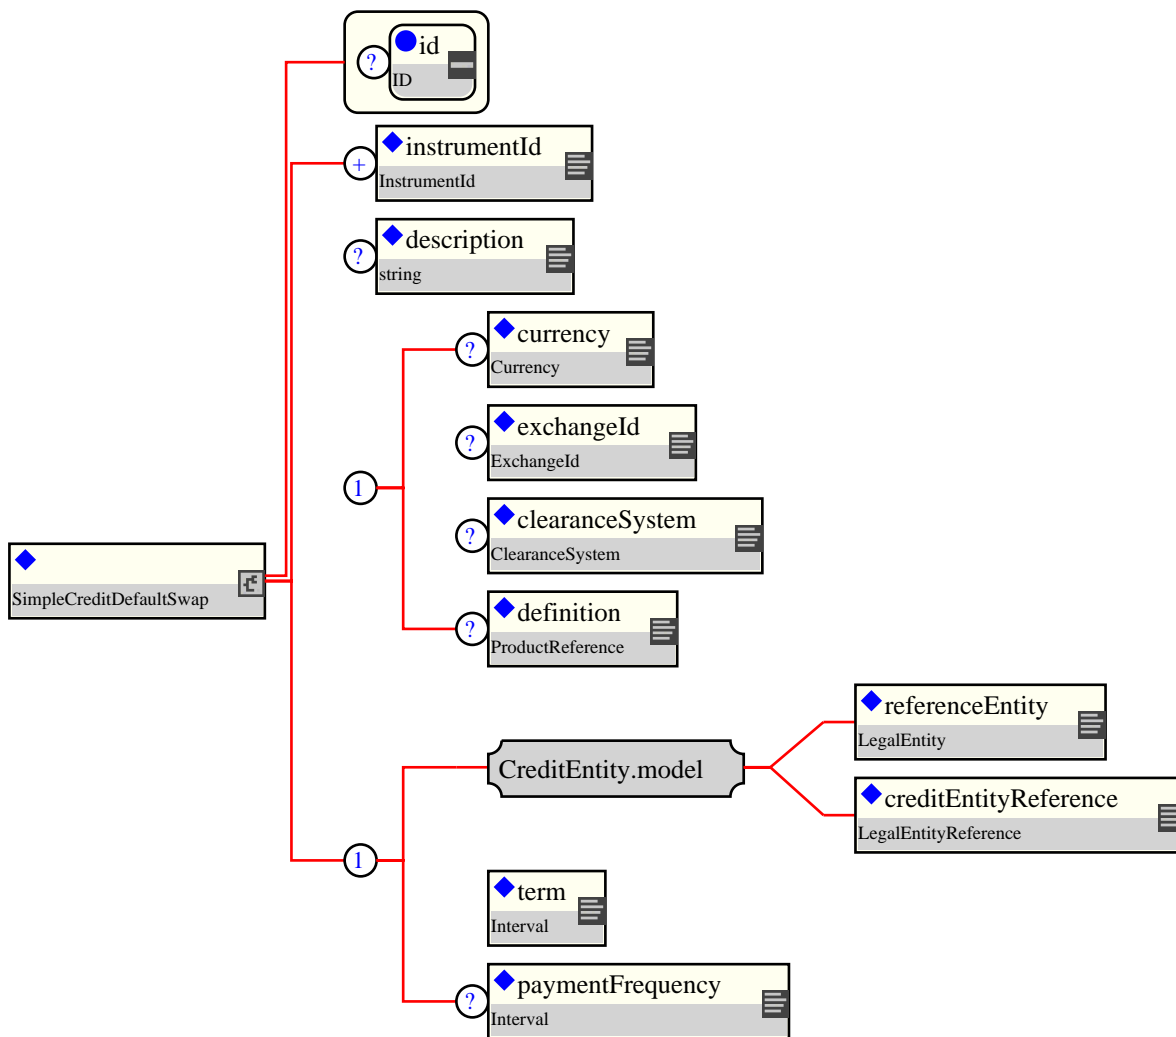 ? id
ID
+ instrumentId
InstrumentId
? description
string
? currency
Currency
? exchangeId
ExchangeId
1
? clearanceSystem
ClearanceSystem
SimpleCreditDefaultSwap
? definition
ProductReference
referenceEntity
LegalEntity
CreditEntity.model
creditEntityReference
LegalEntityReference
1
term
Interval
? paymentFrequency
Interval